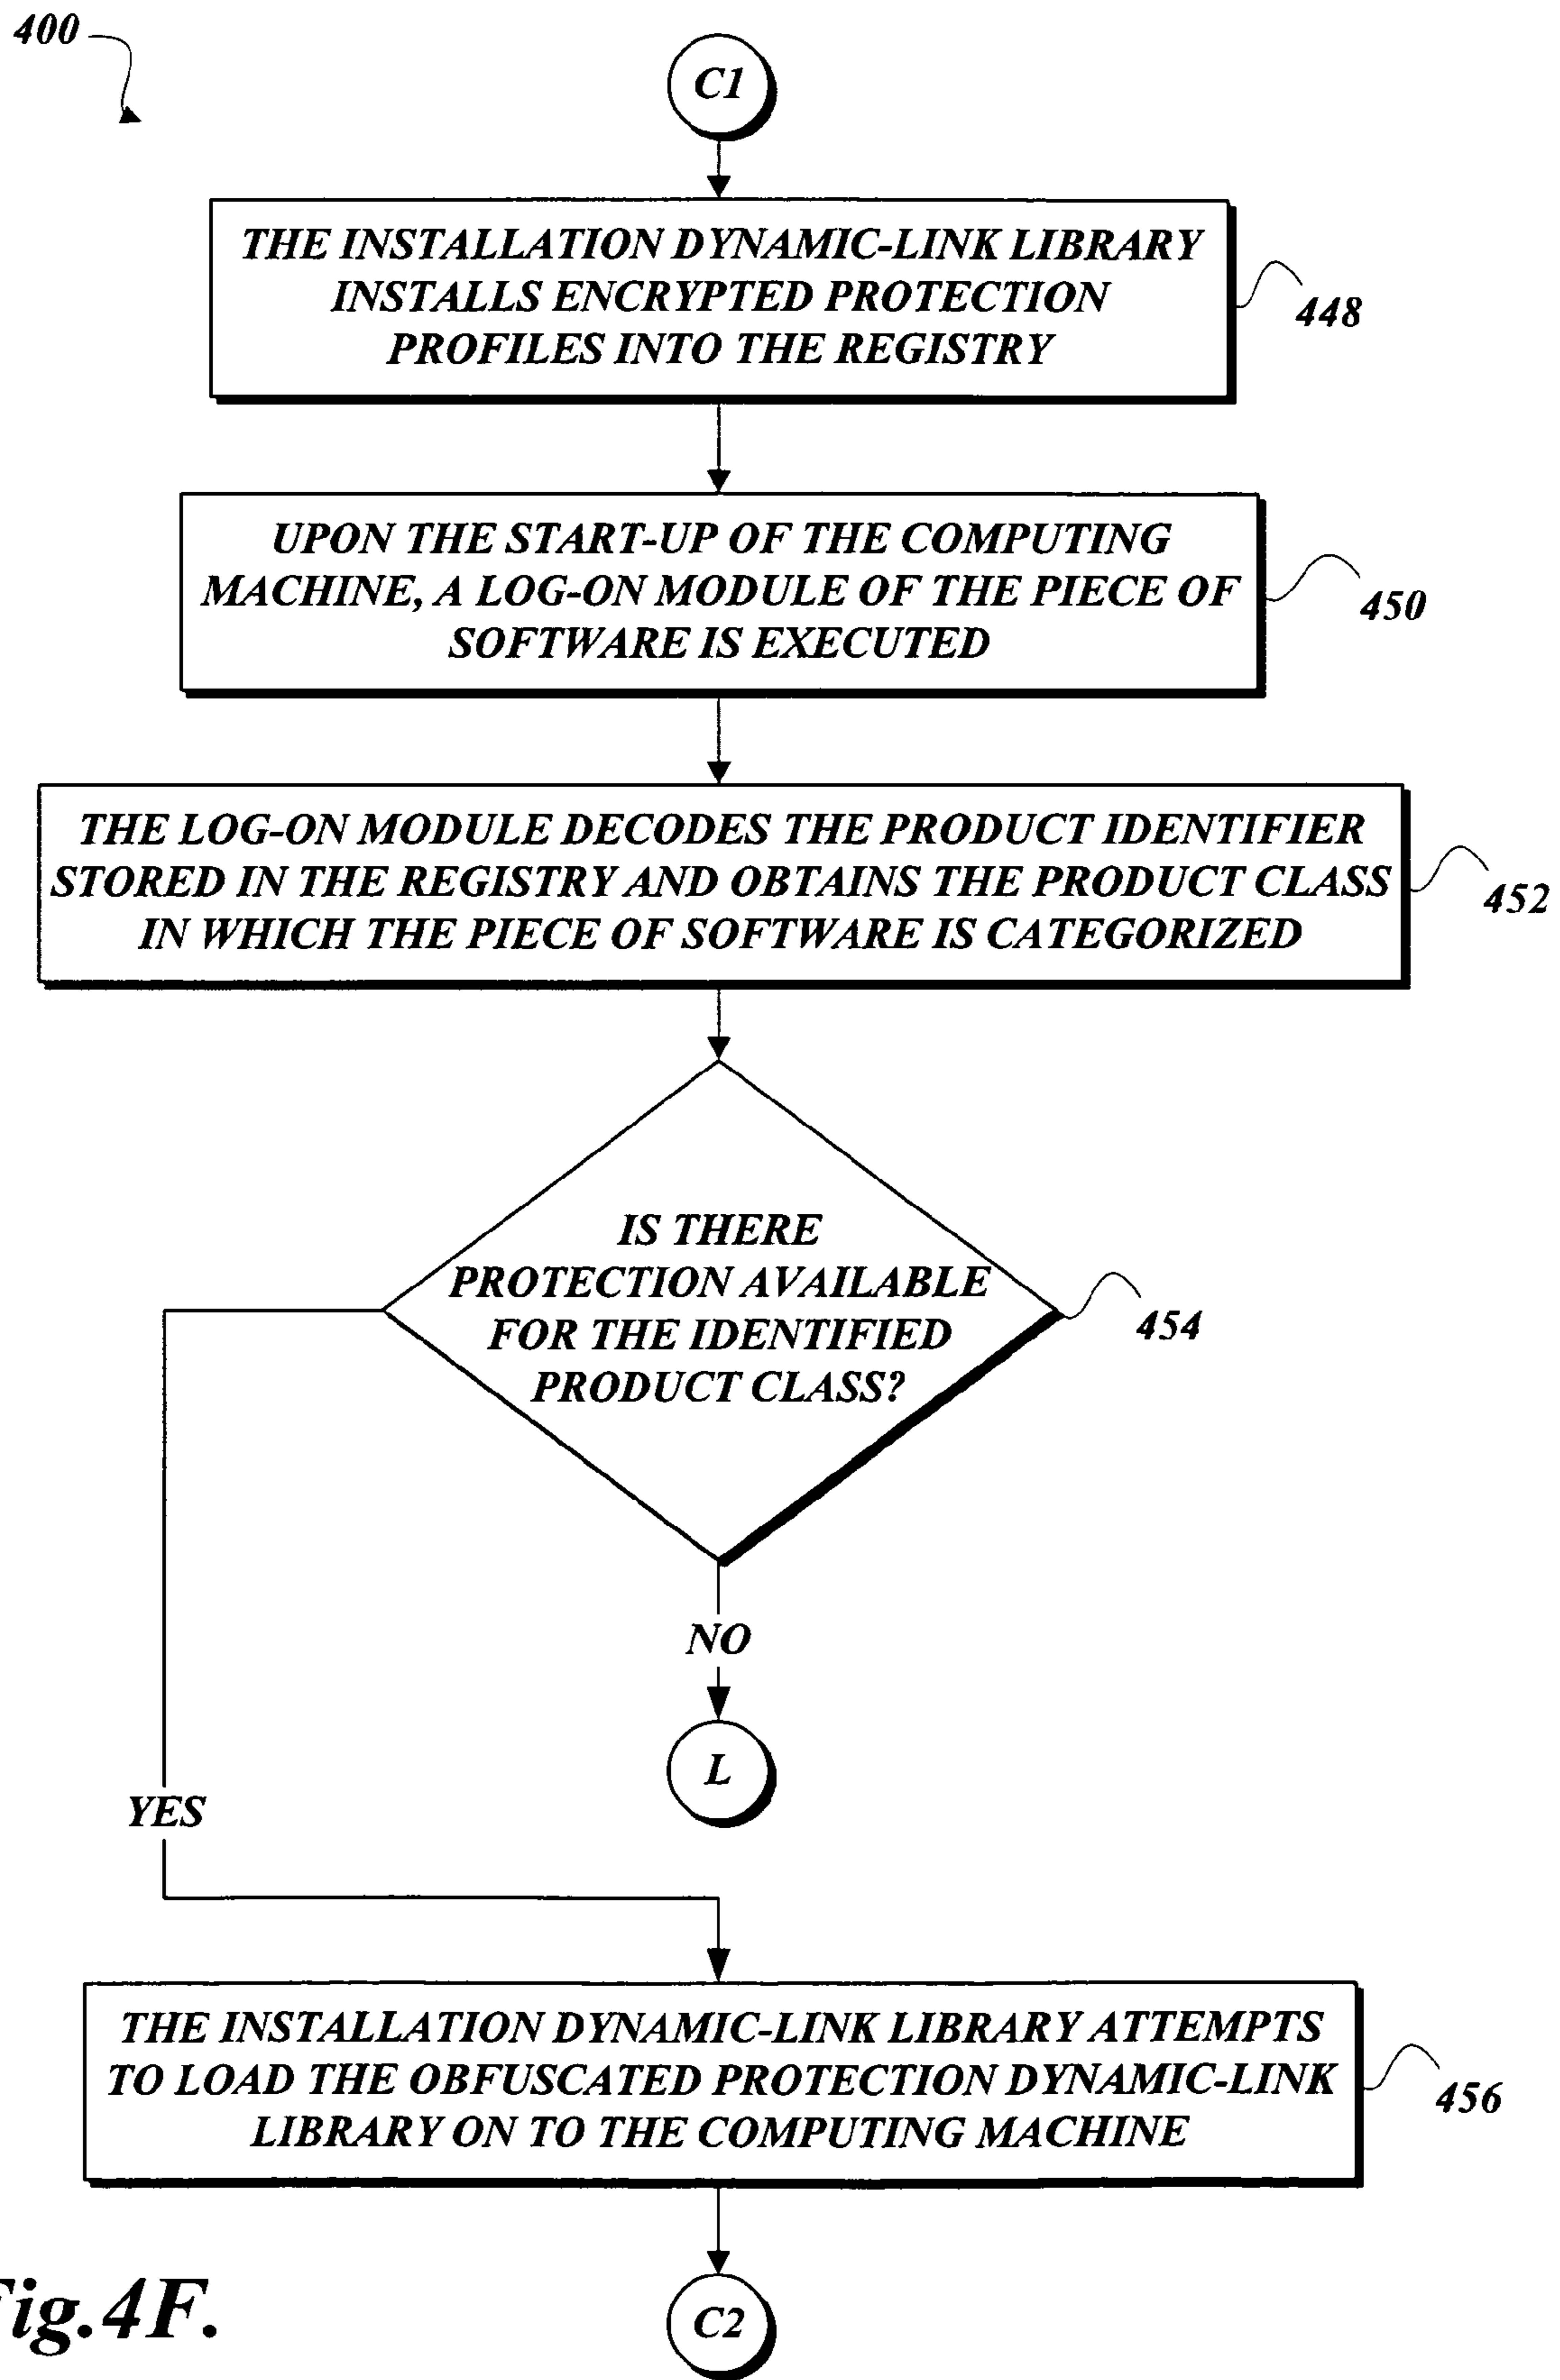 400
C1
THE INSTALLATION DYNAMIC-LINK LIBRARY
INSTALLS ENCRYPTED PROTECTION
PROFILES INTO THE REGISTRY
448
UPON THE START-UP OF THE COMPUTING
MACHINE, A LOG-ON MODULE OF THE PIECE OF
SOFTWARE IS EXECUTED
450
THE LOG-ON MODULE DECODES THE PRODUCT IDENTIFIER
STORED IN THE REGISTRY AND OBTAINS THE PRODUCT CLASS
IN WHICH THE PIECE OF SOFTWARE IS CATEGORIZED
452
IS THERE
PROTECTION AVAILABLE
FOR THE IDENTIFIED
PRODUCT CLASS?
454
NO
L
YES
THE INSTALLATION DYNAMIC-LINK LIBRARY ATTEMPTS
TO LOAD THE OBFUSCATED PROTECTION DYNAMIC-LINK
LIBRARY ON TO THE COMPUTING MACHINE
456
C2
Fig.4F.